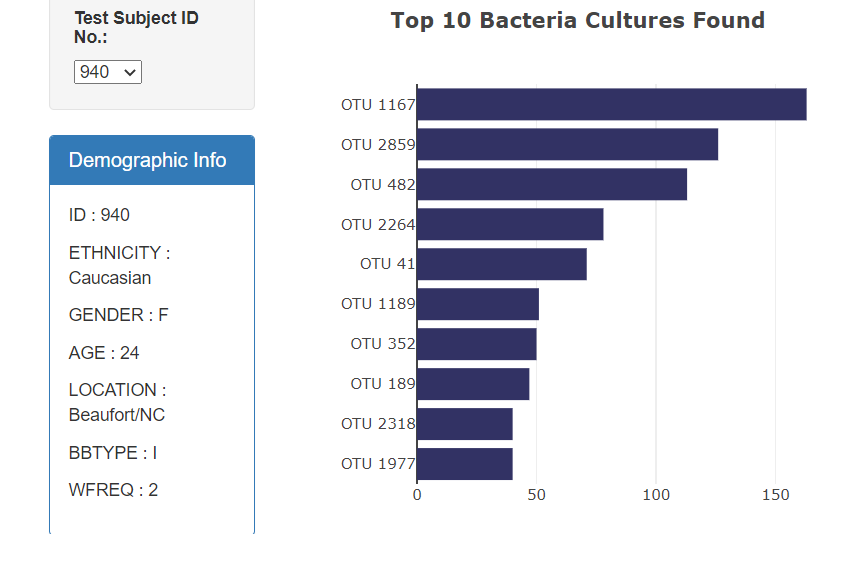 Test Subject ID
No.:
940
Demographic Info
ID : 940
ETHNICITY :
Caucasian
GENDER : F
AGE : 24
LOCATION :
Beaufort/NC
BBTYPE : I
WFREQ : 2
Top 10 Bacteria Cultures Found
OTU 1167
OTU 2859
OTU 482
OTU 2264
OTU 41
OTU 1189
OTU 352
OTU 189
OTU 2318
OTU 1977
0 50 100 150